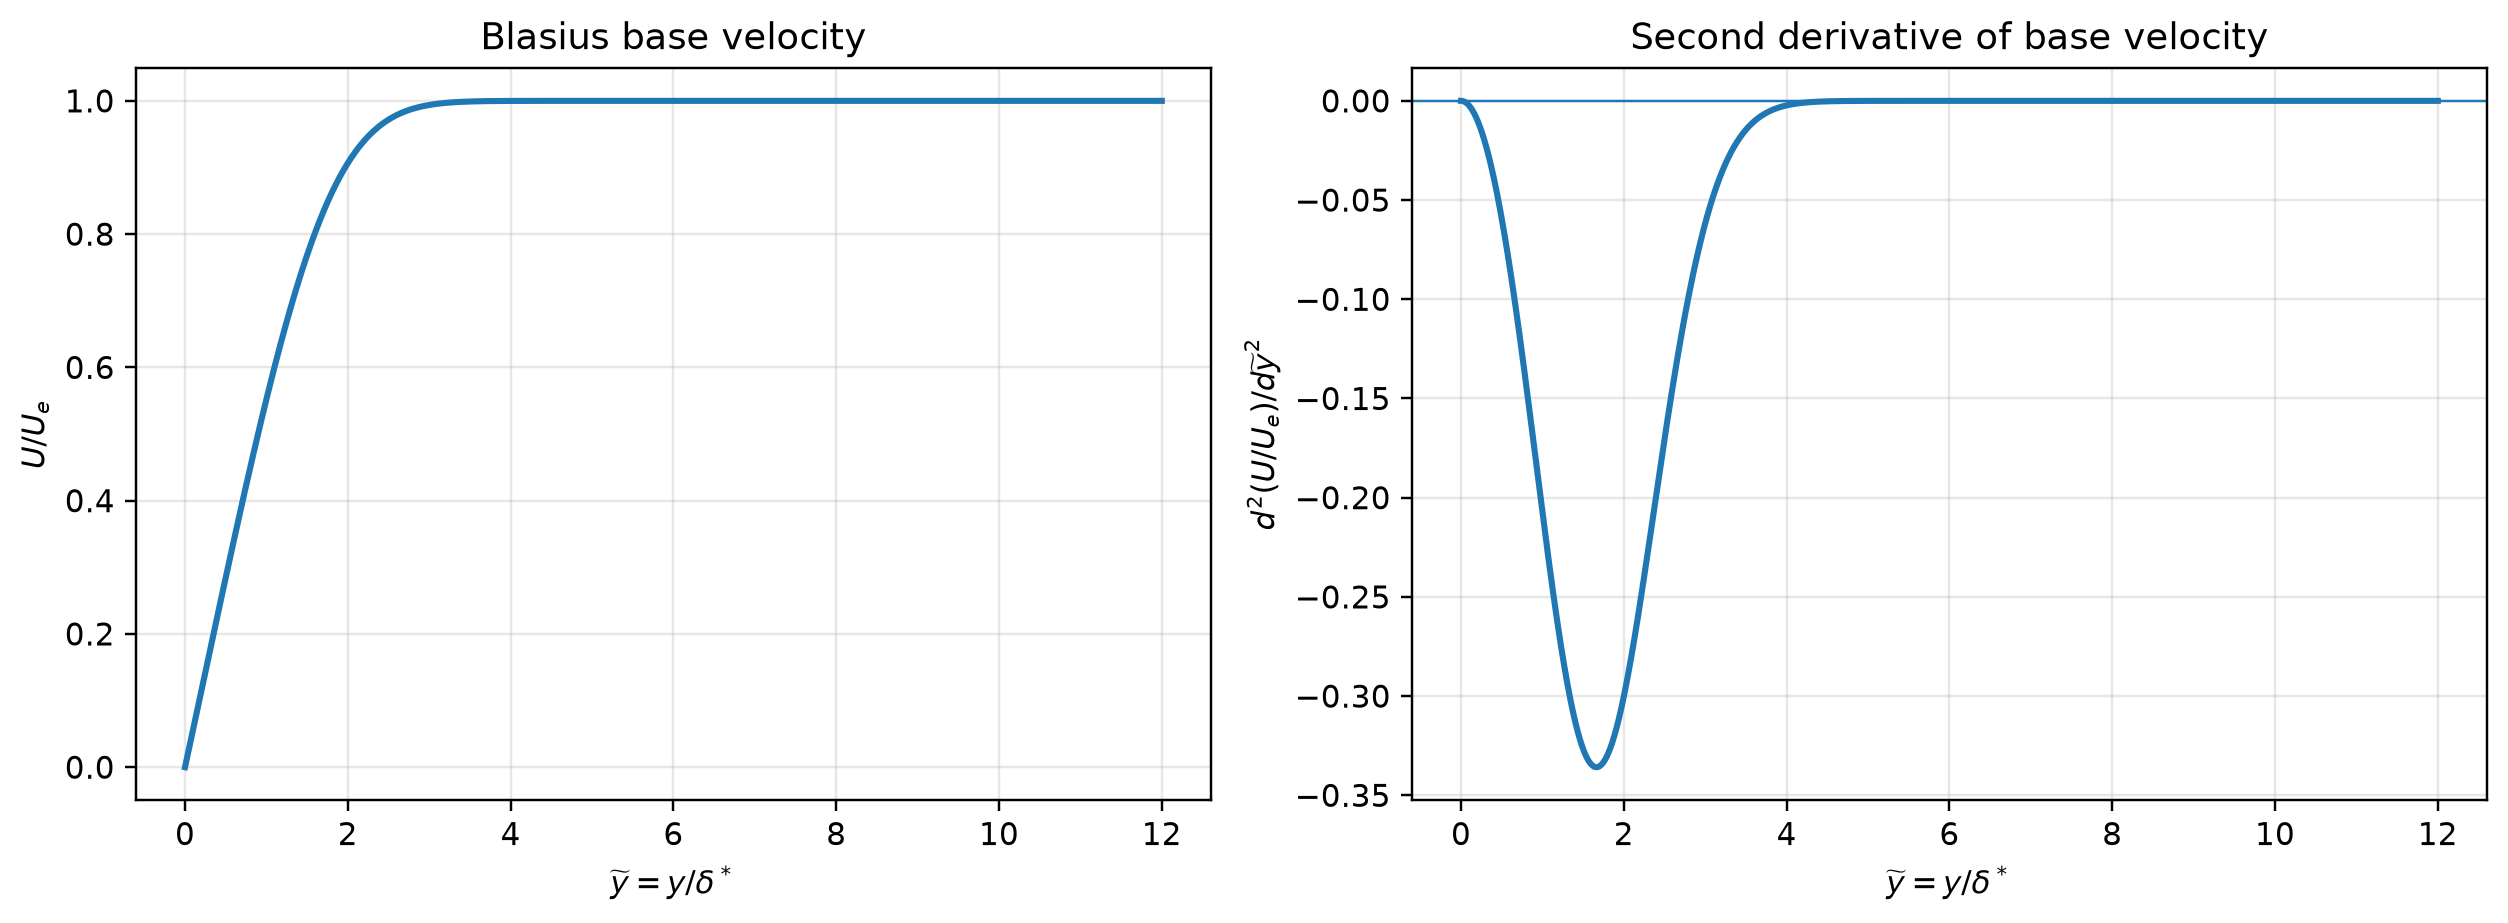 Blasius base velocity
1.0
0.8
0.6
0.4
0.2
0.0
U/Uₑ
0 2 4 6 8 10 12
ỹ = y/δ*
Second derivative of base velocity
0.00
−0.05
−0.10
−0.15
−0.20
−0.25
−0.30
−0.35
d²(U/Uₑ)/dỹ²
0 2 4 6 8 10 12
ỹ = y/δ*